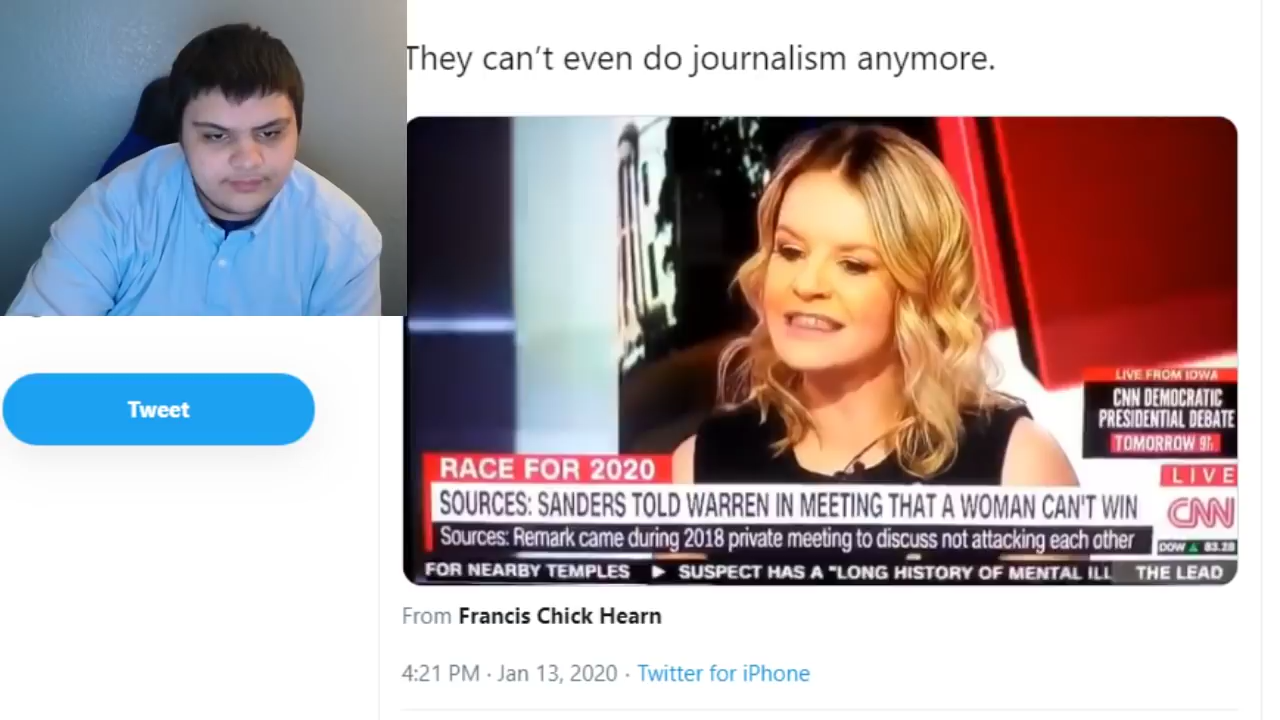 They can’t even do journalism anymore.
LIVE FROM IOWA
CNN DEMOCRATIC
PRESIDENTIAL DEBATE
TOMORROW
Tweet
RACE FOR 2020
LIVE
SOURCES: SANDERS TOLD WARREN IN MEETING THAT A WOMAN CAN'T WIN
CNN
Sources: Remark came during 2018 private meeting to discuss not attacking each other
DOW ▲ 83.28
FOR NEARBY TEMPLES ▶ SUSPECT HAS A "LONG HISTORY OF MENTAL ILL
THE LEAD
From Francis Chick Hearn
4:21 PM · Jan 13, 2020 · Twitter for iPhone